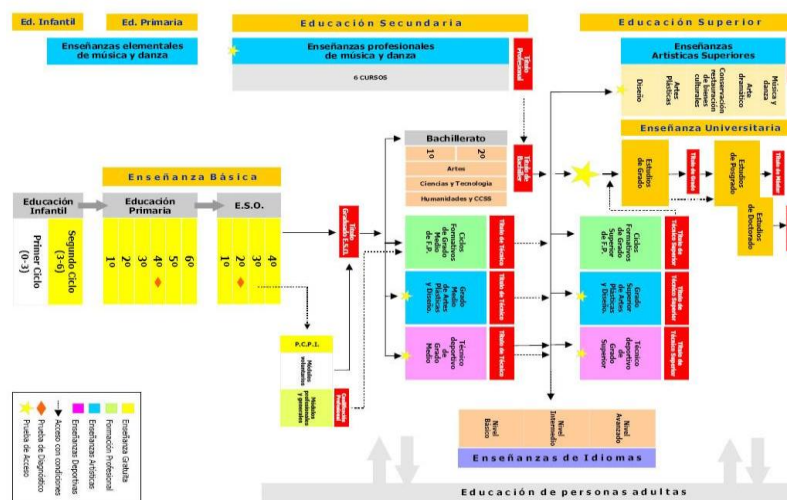 Ed. Infantil
Ed. Primaria
Educación Secundaria
Educación Superior
Enseñanzas elementales
de música y danza
Enseñanzas profesionales
de música y danza
6 CURSOS
Título
Profesional
Enseñanzas
Artísticas Superiores
Música y
danza
Arte
dramático
Conservación
restauración
de bienes
culturales
Artes
Plásticas
Diseño
Enseñanza Universitaria
Estudios
de Grado
Título de Grado
Estudios
de Posgrado
Título de Máster
Estudios
de Doctorado
Bachillerato
1º
2º
Artes
Ciencias y Tecnología
Humanidades y CCSS
Título de
Bachiller
Enseñanza Básica
Educación
Infantil
Educación
Primaria
E.S.O.
Primer Ciclo
(0-3)
Segundo Ciclo
(3-6)
1º
2º
3º
4º
5º
6º
1º
2º
3º
4º
Título
Graduado E.S.O.
Ciclos
Formativos
de Grado
Medio
de F.P.
Título de Técnico
Ciclos
Formativos
de Grado
Superior
de F.P.
Título de
Técnico Superior
Grado
Medio
de Artes
Plásticas
y Diseño.
Título de Técnico
Grado
Superior
de Artes
Plásticas
y Diseño.
Título de
Técnico Superior
Técnico
deportivo
de
Grado
Medio
Título de Técnico
Técnico
deportivo
de
Grado
Superior
Título de
Técnico Superior
P.C.P.I.
Módulos
voluntarios
Módulos
profesionales
y generales
Cualificación
Profesional
Nivel
Básico
Nivel
Intermedio
Nivel
Avanzado
Enseñanzas de Idiomas
Educación de personas adultas
Enseñanza Gratuita
Formación Profesional
Enseñanzas Artísticas
Enseñanzas Deportivas
Acceso con condiciones
Prueba de Diagnóstico
Prueba de Acceso